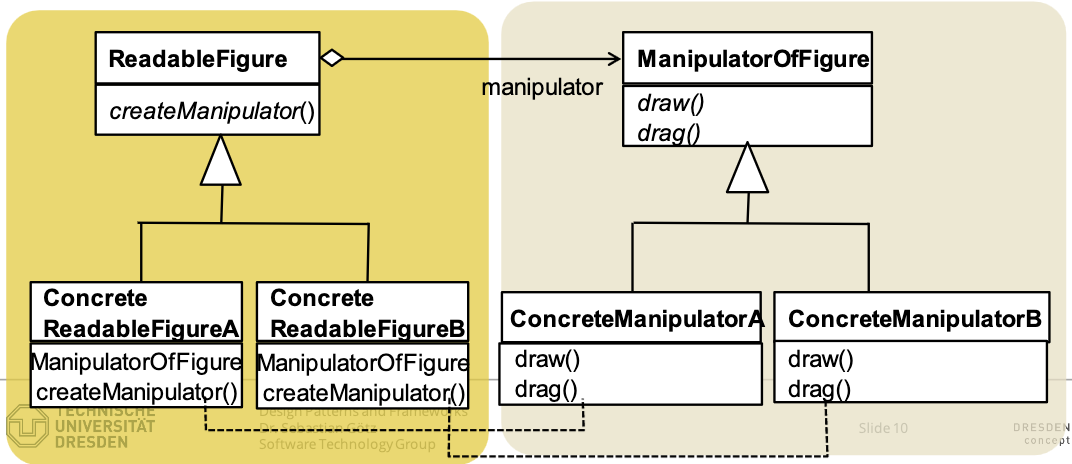 ReadableFigure
createManipulator()
manipulator
ManipulatorOfFigure
draw()
drag()
Concrete
ReadableFigureA
ManipulatorOfFigure
createManipulator()
Concrete
ReadableFigureB
ManipulatorOfFigure
createManipulator()
ConcreteManipulatorA
draw()
drag()
ConcreteManipulatorB
draw()
drag()
TECHNISCHE
UNIVERSITÄT
DRESDEN
Design Patterns and Frameworks
Dr. Sebastian Götz
Software Technology Group
Slide 10
DRESDEN
concept